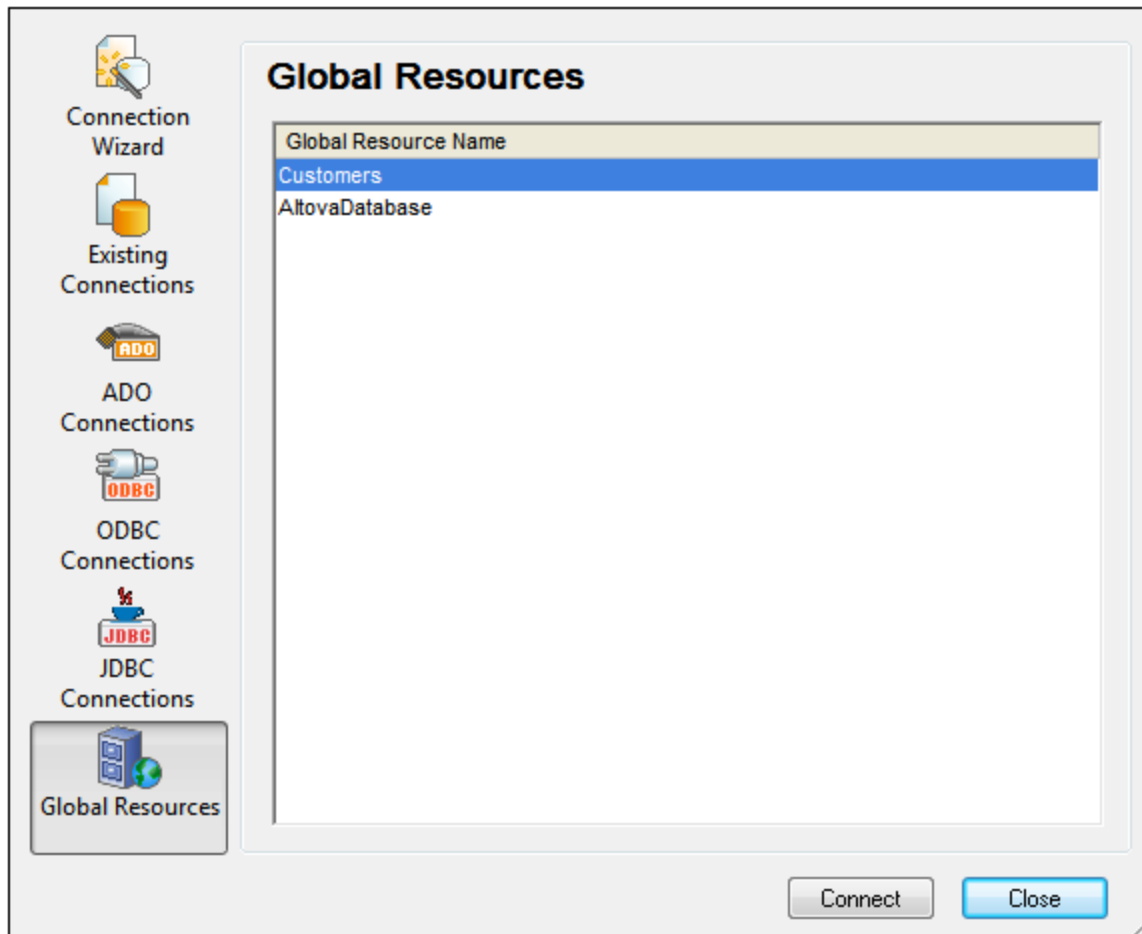 Connection
Wizard
Existing
Connections
ADO
ADO
Connections
ODBC
ODBC
Connections
JDBC
JDBC
Connections
Global Resources
Global Resources
Global Resource Name
Customers
AltovaDatabase
Connect
Close